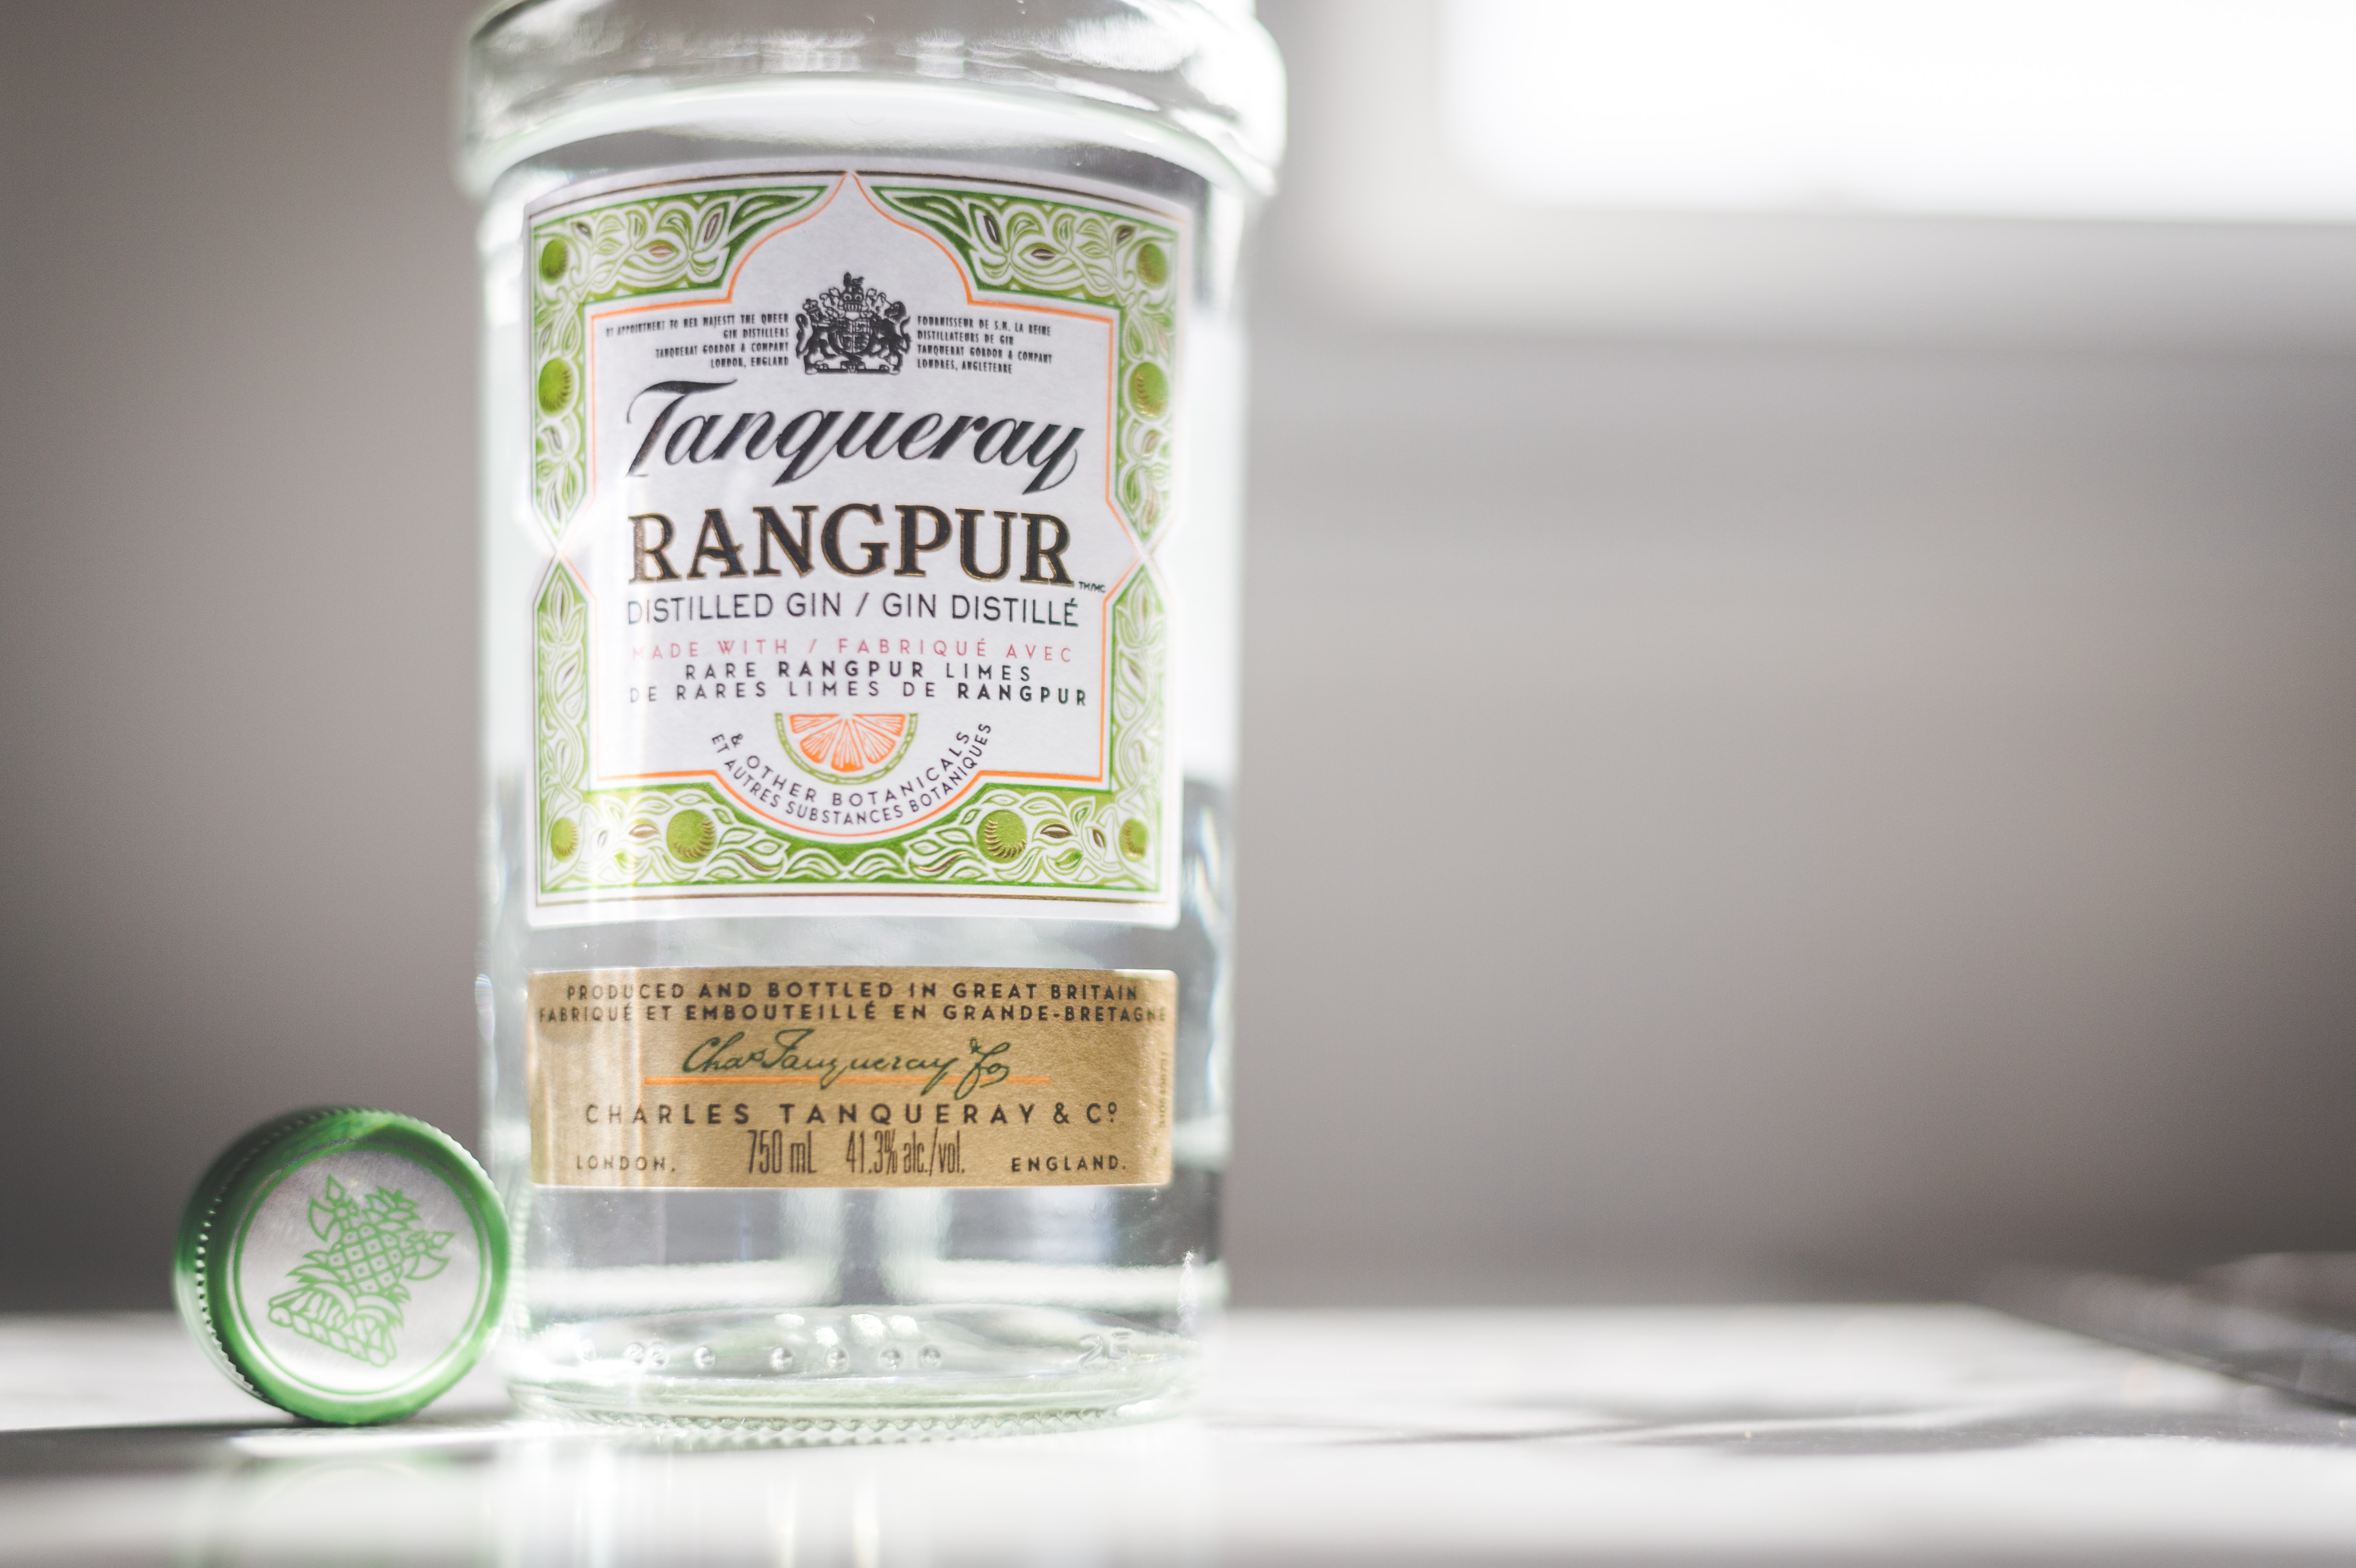 BY APPOINTMENT TO HER MAJESTY THE QUEEN
GIN DISTILLERS
TANQUERAY GORDON & COMPANY
LONDON, ENGLAND
FOURNISSEUR DE S.M. LA REINE
DISTILLATEURS DE GIN
TANQUERAY GORDON & COMPANY
LONDRES, ANGLETERRE
Tanqueray
RANGPUR TM/MC
DISTILLED GIN / GIN DISTILLÉ
MADE WITH / FABRIQUÉ AVEC
RARE RANGPUR LIMES
DE RARES LIMES DE RANGPUR
& OTHER BOTANICALS
ET AUTRES SUBSTANCES BOTANIQUES
PRODUCED AND BOTTLED IN GREAT BRITAIN
FABRIQUÉ ET EMBOUTEILLÉ EN GRANDE-BRETAGNE
Chas Tanqueray & Co
CHARLES TANQUERAY & Cº
750 mL 41.3% alc./vol.
LONDON. ENGLAND.
25